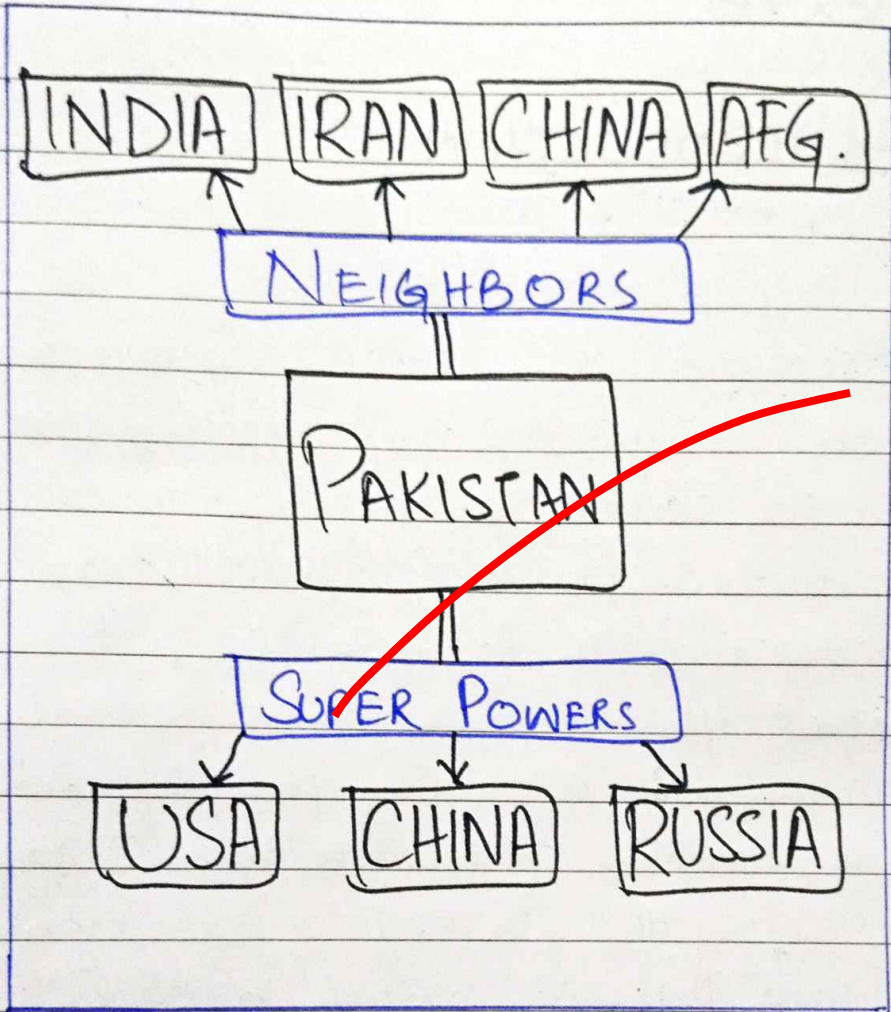 INDIA IRAN CHINA AFG.
NEIGHBORS
PAKISTAN
SUPER POWERS
USA CHINA RUSSIA